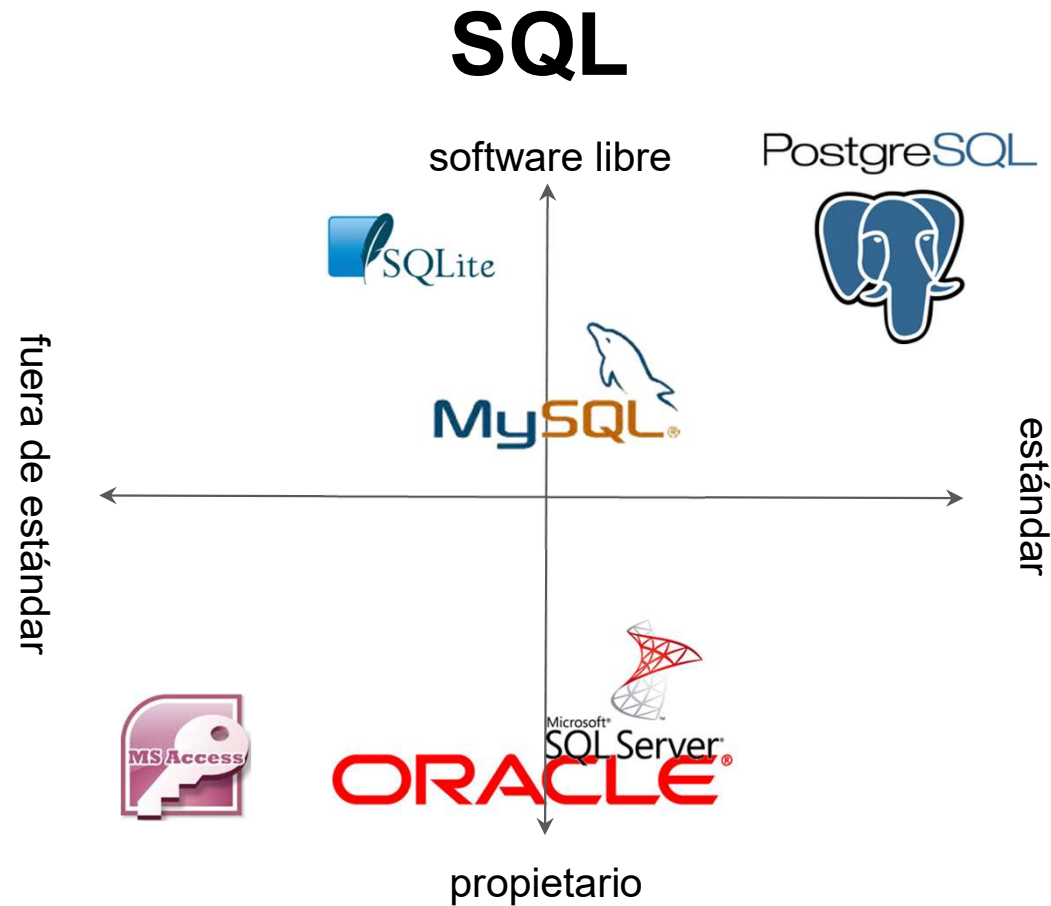 SQL
software libre
PostgreSQL
SQLite
MySQL®
fuera de estándar
estándar
Microsoft®
SQL Server®
MS Access
ORACLE®
propietario